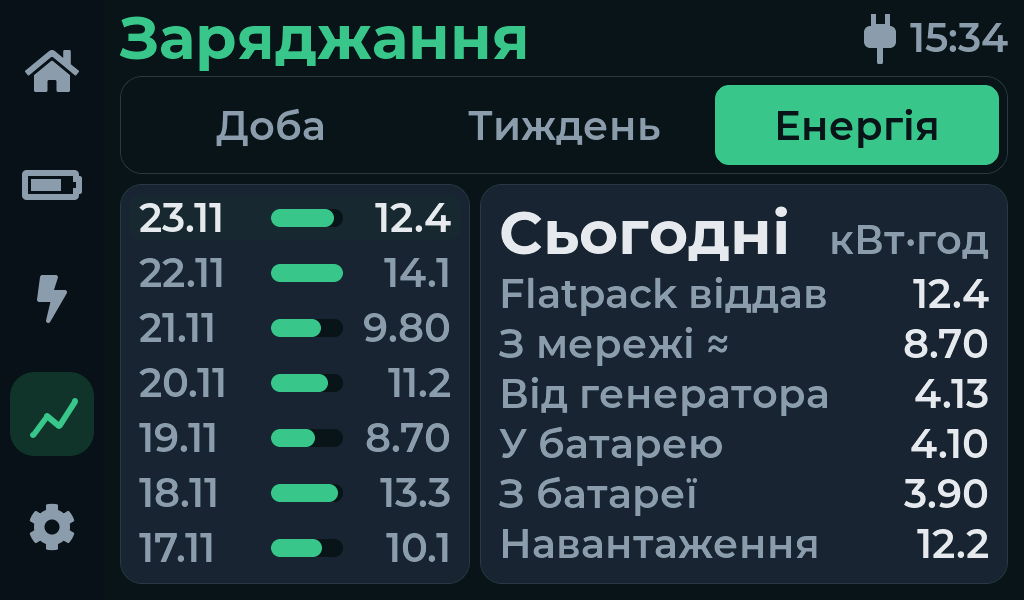 Заряджання
15:34
Доба Тиждень Енергія
23.11 12.4
22.11 14.1
21.11 9.80
20.11 11.2
19.11 8.70
18.11 13.3
17.11 10.1
Сьогодні кВт·год
Flatpack віддав 12.4
З мережі ≈ 8.70
Від генератора 4.13
У батарею 4.10
З батареї 3.90
Навантаження 12.2